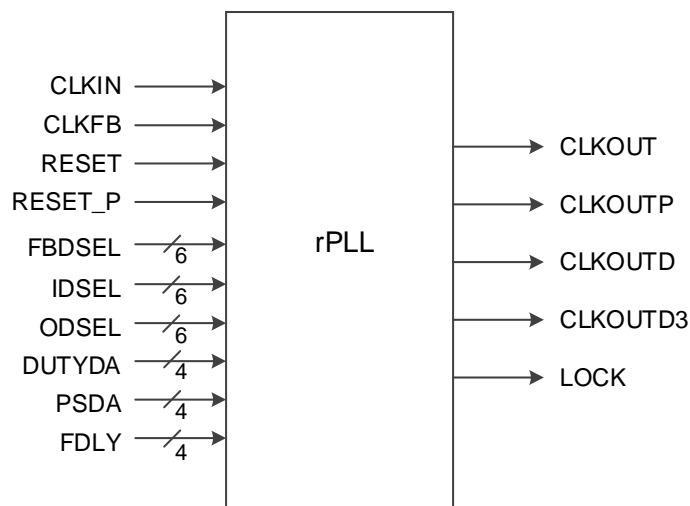 CLKIN
CLKFB
RESET
RESET_P
FBDSEL 6
IDSEL 6
ODSEL 6
DUTYDA 4
PSDA 4
FDLY 4
rPLL
CLKOUT
CLKOUTP
CLKOUTD
CLKOUTD3
LOCK